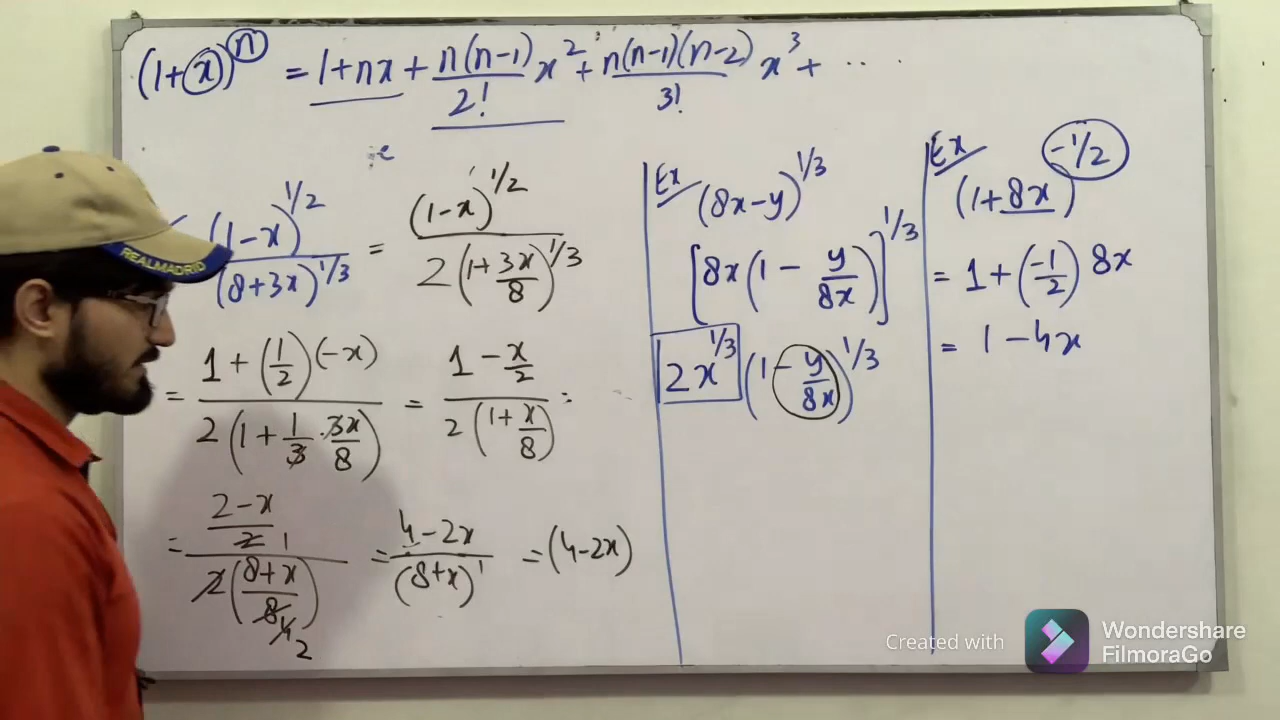 (1+x)^n = 1+nx + n(n-1)/2! x^2 + n(n-1)(n-2)/3! x^3 + ...
(1-x)^1/2 / (8+3x)^1/3 = (1-x)^1/2 / 2(1+3x/8)^1/3
= 1+(1/2)(-x) / 2(1+1/3·3x/8) = 1-x/2 / 2(1+x/8) =
= 2-x/2 1 / 2(8+x/8 4 2) = 4-2x / (8+x)^1 = (4-2x)
Ex
(8x-y)^1/3
[8x(1-y/8x)]^1/3
2x^1/3 (1-y/8x)^1/3
Ex
(1+8x)^-1/2
= 1+(-1/2) 8x
= 1-4x
REALMADRID
Created with Wondershare FilmoraGo